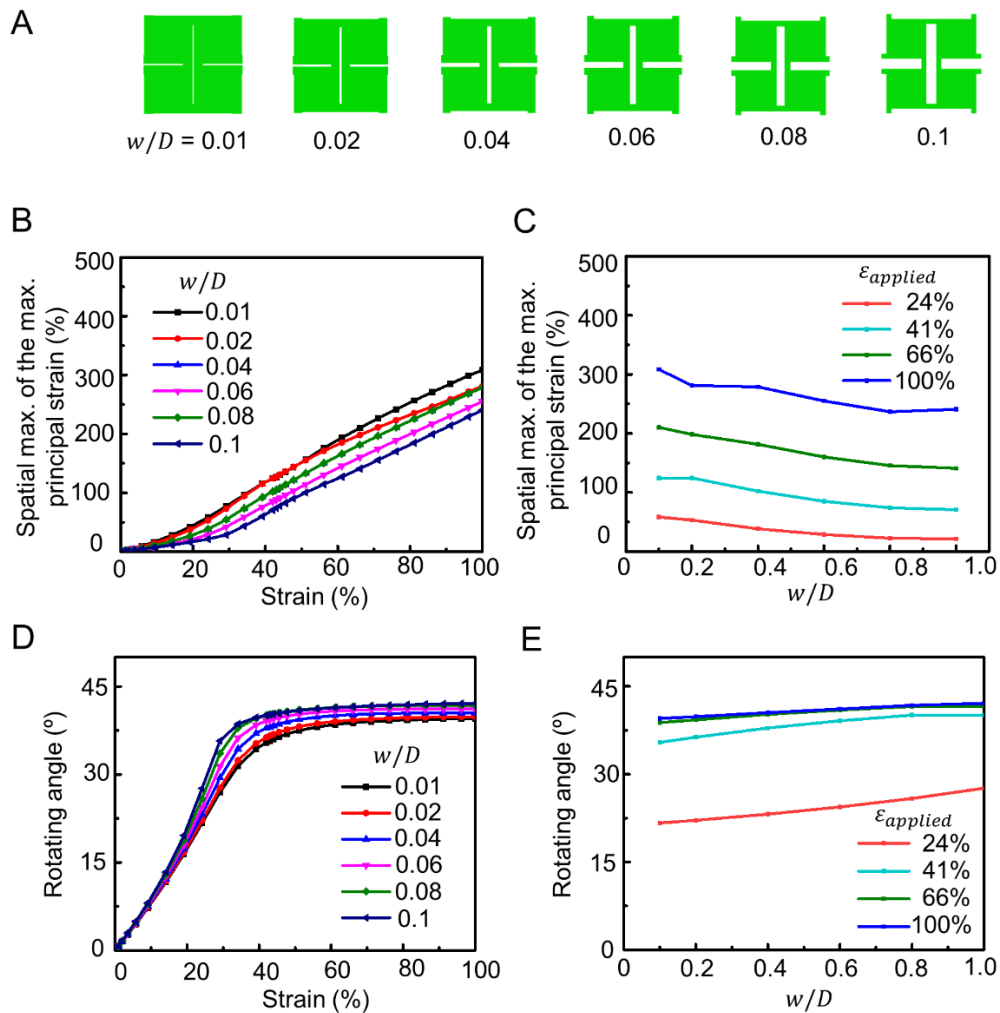 A
w/D = 0.01 0.02 0.04 0.06 0.08 0.1
B
Spatial max. of the max.
principal strain (%)
500
400
300
200
100
0
w/D
0.01
0.02
0.04
0.06
0.08
0.1
0 20 40 60 80 100
Strain (%)
C
Spatial max. of the max.
principal strain (%)
500
400
300
200
100
0
ε applied
24%
41%
66%
100%
0 0.2 0.4 0.6 0.8 1.0
w/D
D
Rotating angle (°)
45
30
15
0
w/D
0.01
0.02
0.04
0.06
0.08
0.1
0 20 40 60 80 100
Strain (%)
E
Rotating angle (°)
45
30
15
0
ε applied
24%
41%
66%
100%
0 0.2 0.4 0.6 0.8 1.0
w/D